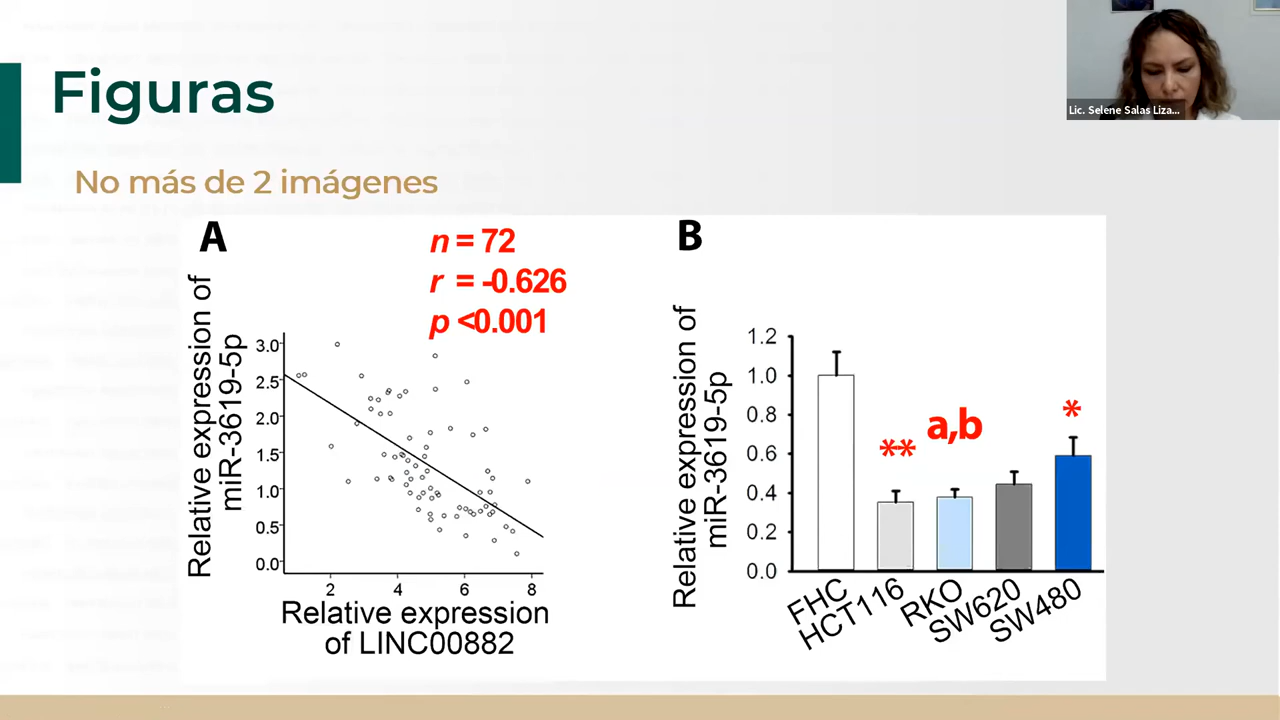 Figuras
Lic. Selene Salas Liza...
No más de 2 imágenes
A
n = 72
r = -0.626
p <0.001
Relative expression of
miR-3619-5p
3.0
2.5
2.0
1.5
1.0
0.5
0.0
2 4 6 8
Relative expression
of LINC00882
B
Relative expression of
miR-3619-5p
1.2
1.0
0.8
0.6
0.4
0.2
0.0
**
a,b
*
FHC
HCT116
RKO
SW620
SW480